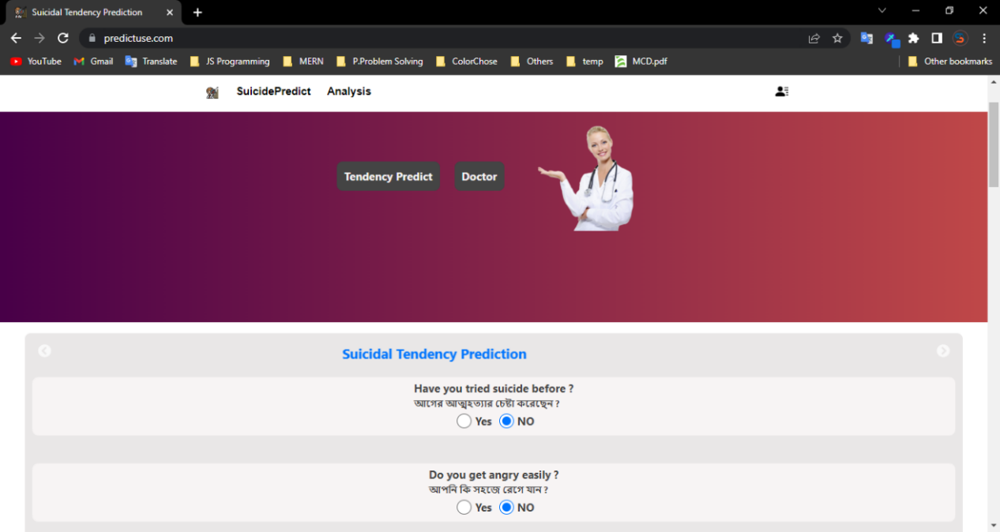 Suicidal Tendency Prediction
predictuse.com
YouTube Gmail Translate JS Programming MERN P.Problem Solving ColorChose Others temp MCD.pdf Other bookmarks
SuicidePredict Analysis
Tendency Predict Doctor
Suicidal Tendency Prediction
Have you tried suicide before ?
আগের আত্মহত্যার চেষ্টা করেছেন ?
Yes NO
Do you get angry easily ?
আপনি কি সহজে রেগে যান ?
Yes NO